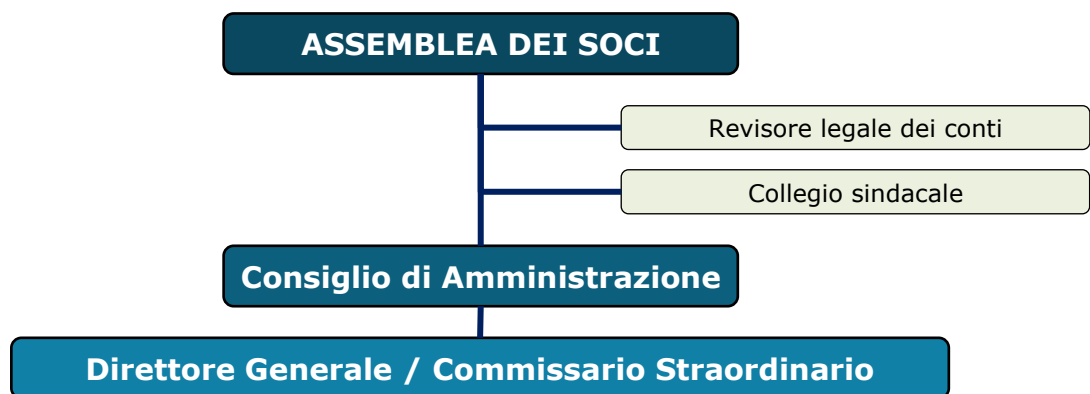 ASSEMBLEA DEI SOCI
Revisore legale dei conti
Collegio sindacale
Consiglio di Amministrazione
Direttore Generale / Commissario Straordinario